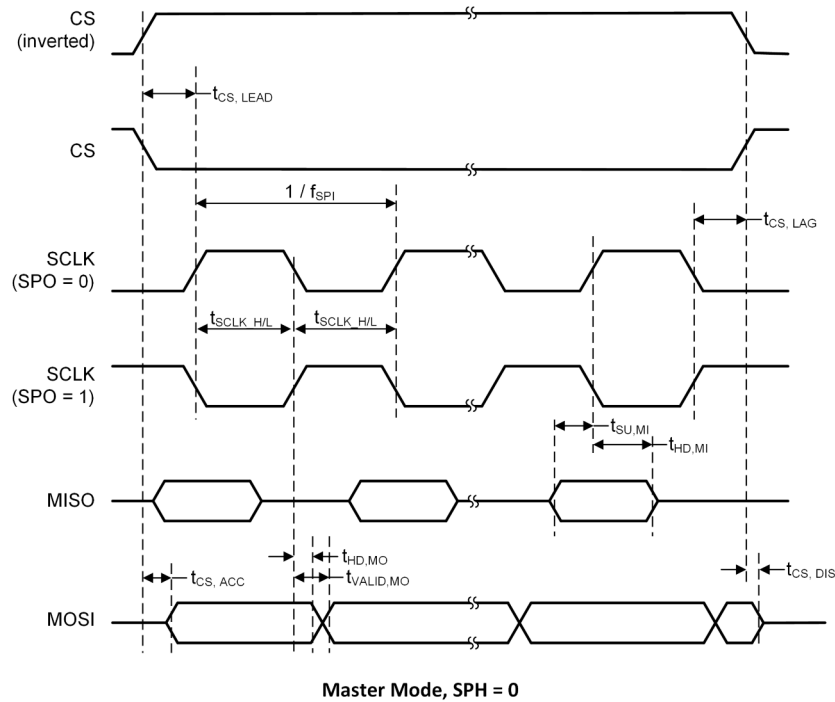 CS
(inverted)
tCS, LEAD
CS
1 / fSPI
tCS, LAG
SCLK
(SPO = 0)
tSCLK_H/L
tSCLK_H/L
SCLK
(SPO = 1)
tSU,MI
tHD,MI
MISO
tHD,MO
tVALID,MO
tCS, ACC
tCS, DIS
MOSI
Master Mode, SPH = 0